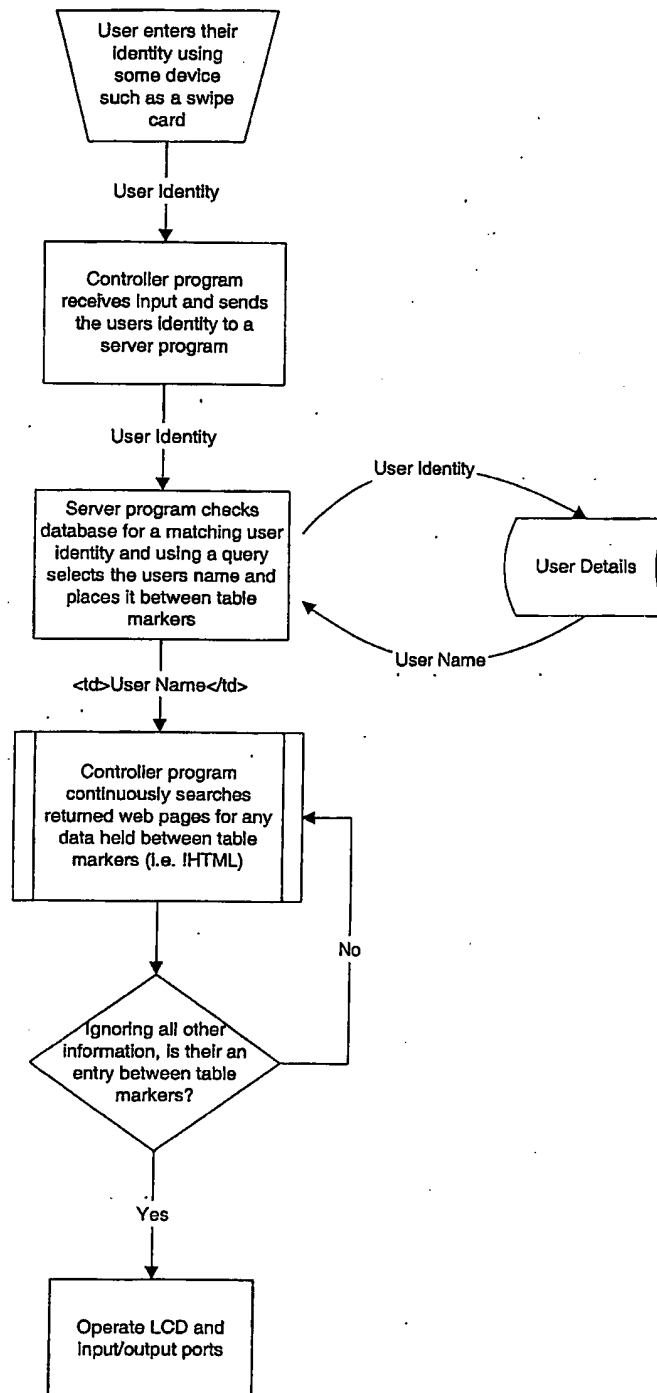 User enters their
identity using
some device
such as a swipe
card
User Identity
Controller program
receives input and sends
the users identity to a
server program
User Identity
Server program checks
database for a matching user
identity and using a query
selects the users name and
places it between table
markers
User Identity
User Details
User Name
<td>User Name</td>
Controller program
continuously searches
returned web pages for any
data held between table
markers (i.e. !HTML)
No
Ignoring all other
information, is their an
entry between table
markers?
Yes
Operate LCD and
input/output ports